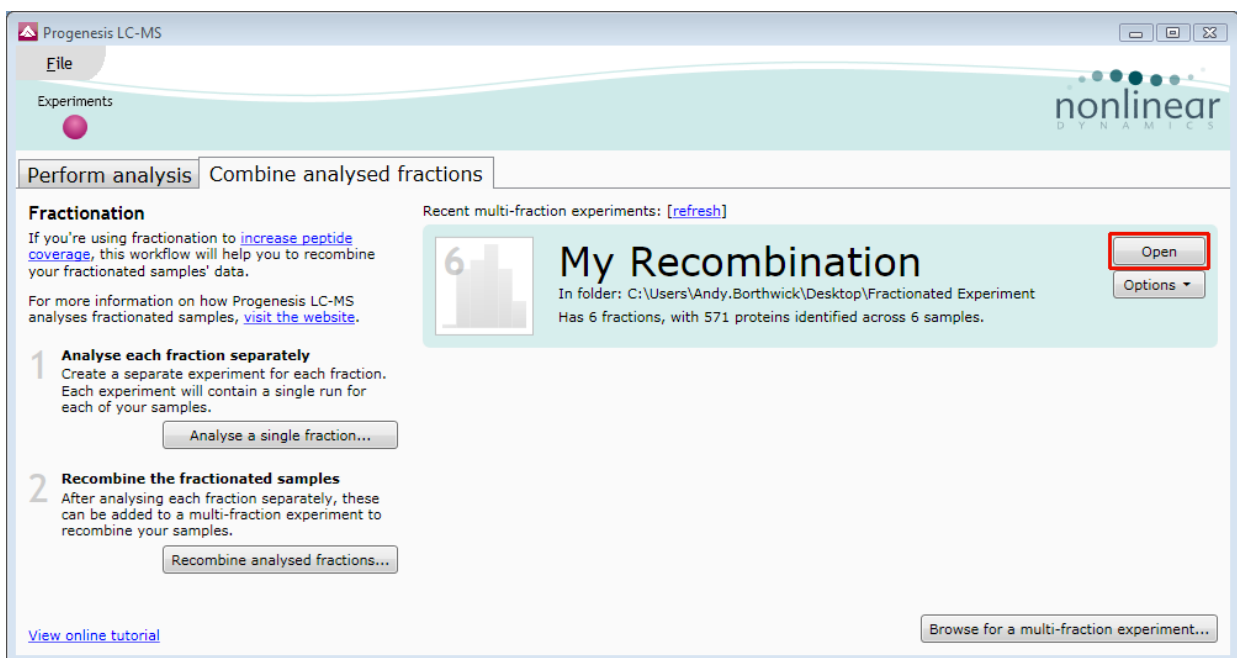 Progenesis LC-MS
File
Experiments
nonlinear
DYNAMICS
Perform analysis
Combine analysed fractions
Fractionation
If you're using fractionation to increase peptide
coverage, this workflow will help you to recombine
your fractionated samples' data.
For more information on how Progenesis LC-MS
analyses fractionated samples, visit the website.
1
Analyse each fraction separately
Create a separate experiment for each fraction.
Each experiment will contain a single run for
each of your samples.
Analyse a single fraction...
2
Recombine the fractionated samples
After analysing each fraction separately, these
can be added to a multi-fraction experiment to
recombine your samples.
Recombine analysed fractions...
View online tutorial
Recent multi-fraction experiments: [refresh]
6
My Recombination
In folder: C:\Users\Andy.Borthwick\Desktop\Fractionated Experiment
Has 6 fractions, with 571 proteins identified across 6 samples.
Open
Options
Browse for a multi-fraction experiment...